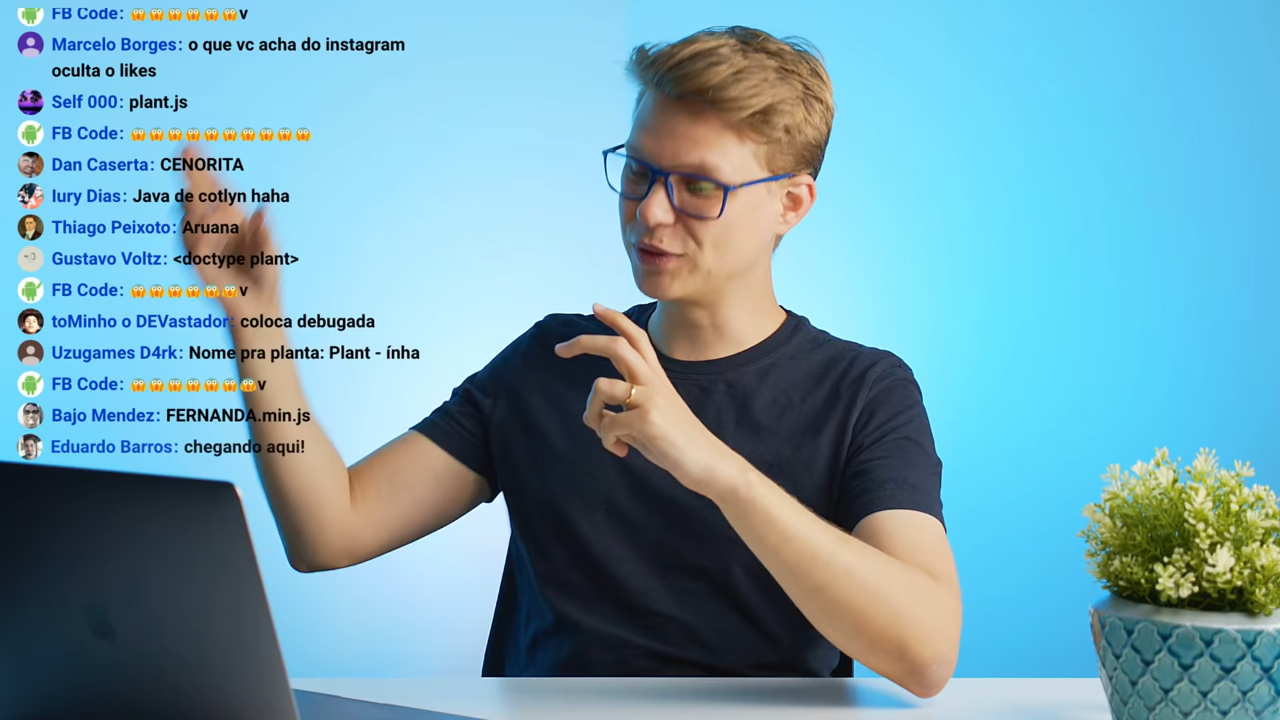 FB Code: 😱😱😱😱😱😱v
Marcelo Borges: o que vc acha do instagram
oculta o likes
Self 000: plant.js
FB Code: 😱😱😱😱😱😱😱😱😱😱
Dan Caserta: CENORITA
Iury Dias: Java de cotlyn haha
Thiago Peixoto: Aruana
Gustavo Voltz: <doctype plant>
FB Code: 😱😱😱😱😱😱v
toMinho o DEVastador: coloca debugada
Uzugames D4rk: Nome pra planta: Plant - ínha
FB Code: 😱😱😱😱😱😱😱v
Bajo Mendez: FERNANDA.min.js
Eduardo Barros: chegando aqui!